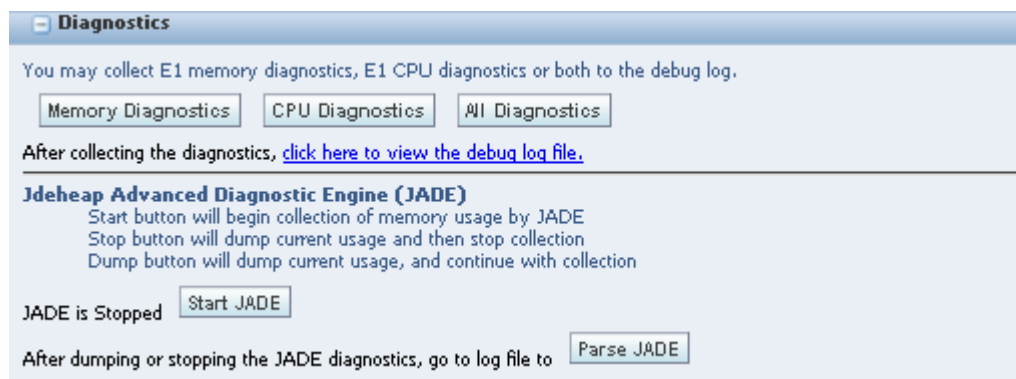 Diagnostics
You may collect E1 memory diagnostics, E1 CPU diagnostics or both to the debug log.
Memory Diagnostics CPU Diagnostics All Diagnostics
After collecting the diagnostics, click here to view the debug log file.
Jdeheap Advanced Diagnostic Engine (JADE)
Start button will begin collection of memory usage by JADE
Stop button will dump current usage and then stop collection
Dump button will dump current usage, and continue with collection
JADE is Stopped Start JADE
After dumping or stopping the JADE diagnostics, go to log file to Parse JADE